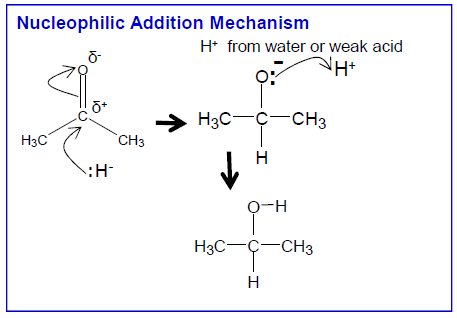 Nucleophilic Addition Mechanism
H⁺ from water or weak acid
δ-
O
δ+
C
H3C
CH3
:H-
-
O:
H+
H3C—C—CH3
H
O—H
H3C—C—CH3
H